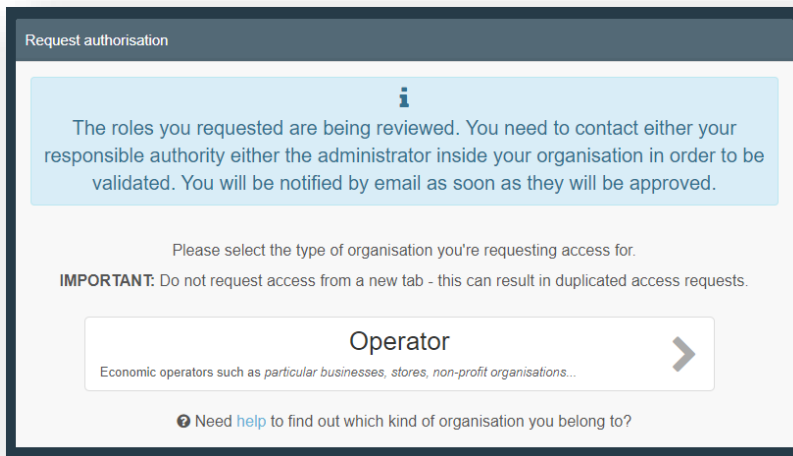 Request authorisation
The roles you requested are being reviewed. You need to contact either your
responsible authority either the administrator inside your organisation in order to be
validated. You will be notified by email as soon as they will be approved.
Please select the type of organisation you're requesting access for.
IMPORTANT: Do not request access from a new tab - this can result in duplicated access requests.
Operator
Economic operators such as particular businesses, stores, non-profit organisations...
Need help to find out which kind of organisation you belong to?